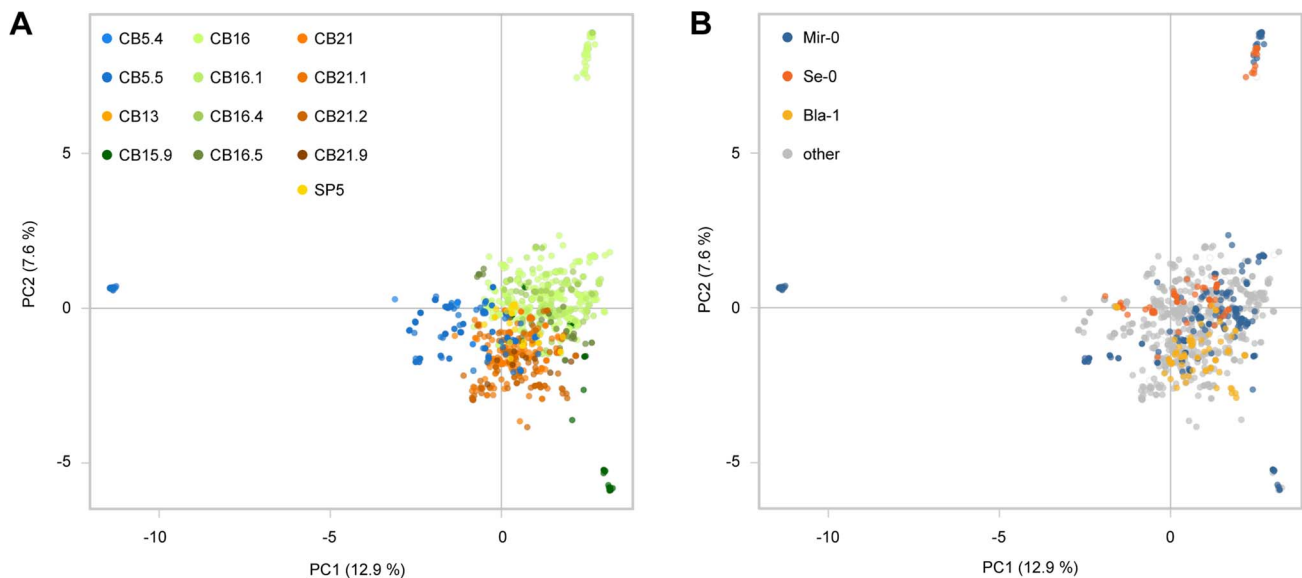 A
CB5.4 CB16 CB21
CB5.5 CB16.1 CB21.1
CB13 CB16.4 CB21.2
CB15.9 CB16.5 CB21.9
SP5
5
0
-5
-10 -5 0
PC2 (7.6 %)
PC1 (12.9 %)
B
Mir-0
Se-0
Bla-1
other
5
0
-5
-10 -5 0
PC2 (7.6 %)
PC1 (12.9 %)